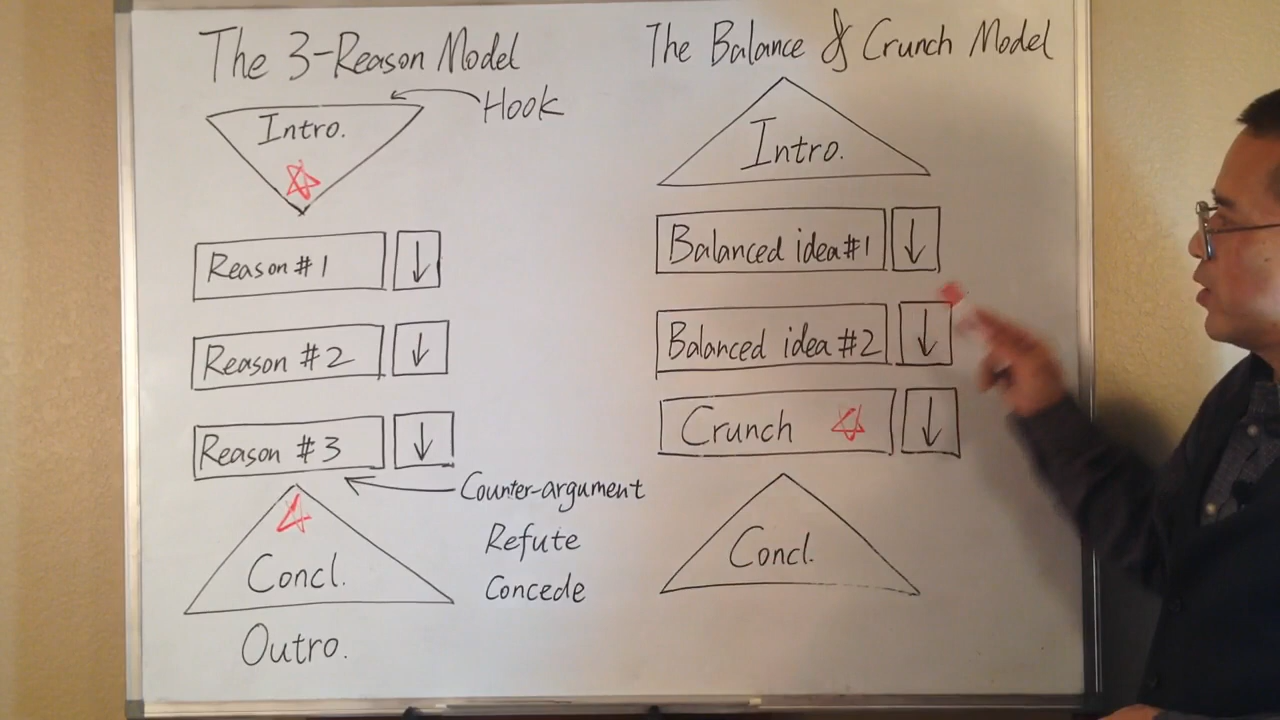 The 3-Reason Model
Hook
Intro.
Reason #1
↓
Reason #2
↓
Reason #3
↓
Counter-argument
Refute
Concede
Concl.
Outro.
The Balance & Crunch Model
Intro.
Balanced idea #1
↓
Balanced idea #2
↓
Crunch
↓
Concl.